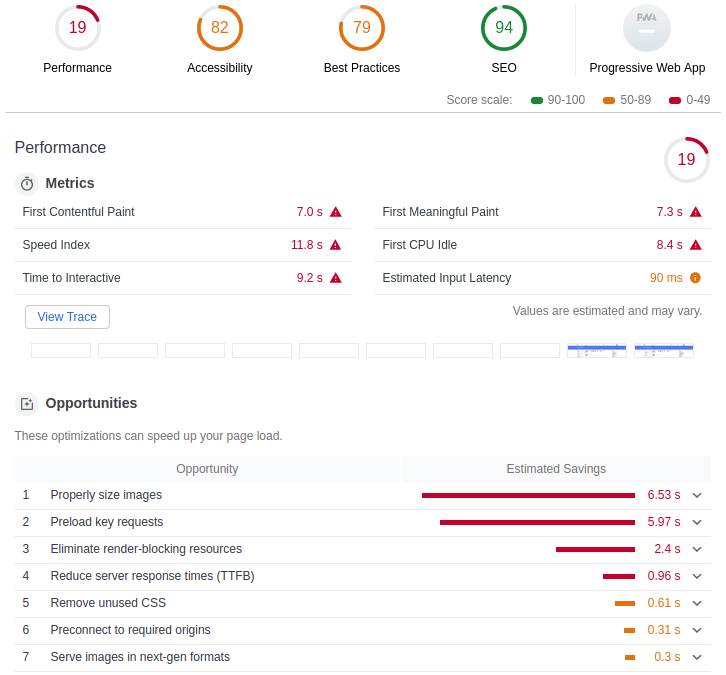 19 82 79 94 PWA
Performance Accessibility Best Practices SEO Progressive Web App
Score scale: 90-100 50-89 0-49
Performance 19
Metrics
First Contentful Paint 7.0 s First Meaningful Paint 7.3 s
Speed Index 11.8 s First CPU Idle 8.4 s
Time to Interactive 9.2 s Estimated Input Latency 90 ms
View Trace Values are estimated and may vary.
Opportunities
These optimizations can speed up your page load.
Opportunity Estimated Savings
1 Properly size images 6.53 s
2 Preload key requests 5.97 s
3 Eliminate render-blocking resources 2.4 s
4 Reduce server response times (TTFB) 0.96 s
5 Remove unused CSS 0.61 s
6 Preconnect to required origins 0.31 s
7 Serve images in next-gen formats 0.3 s